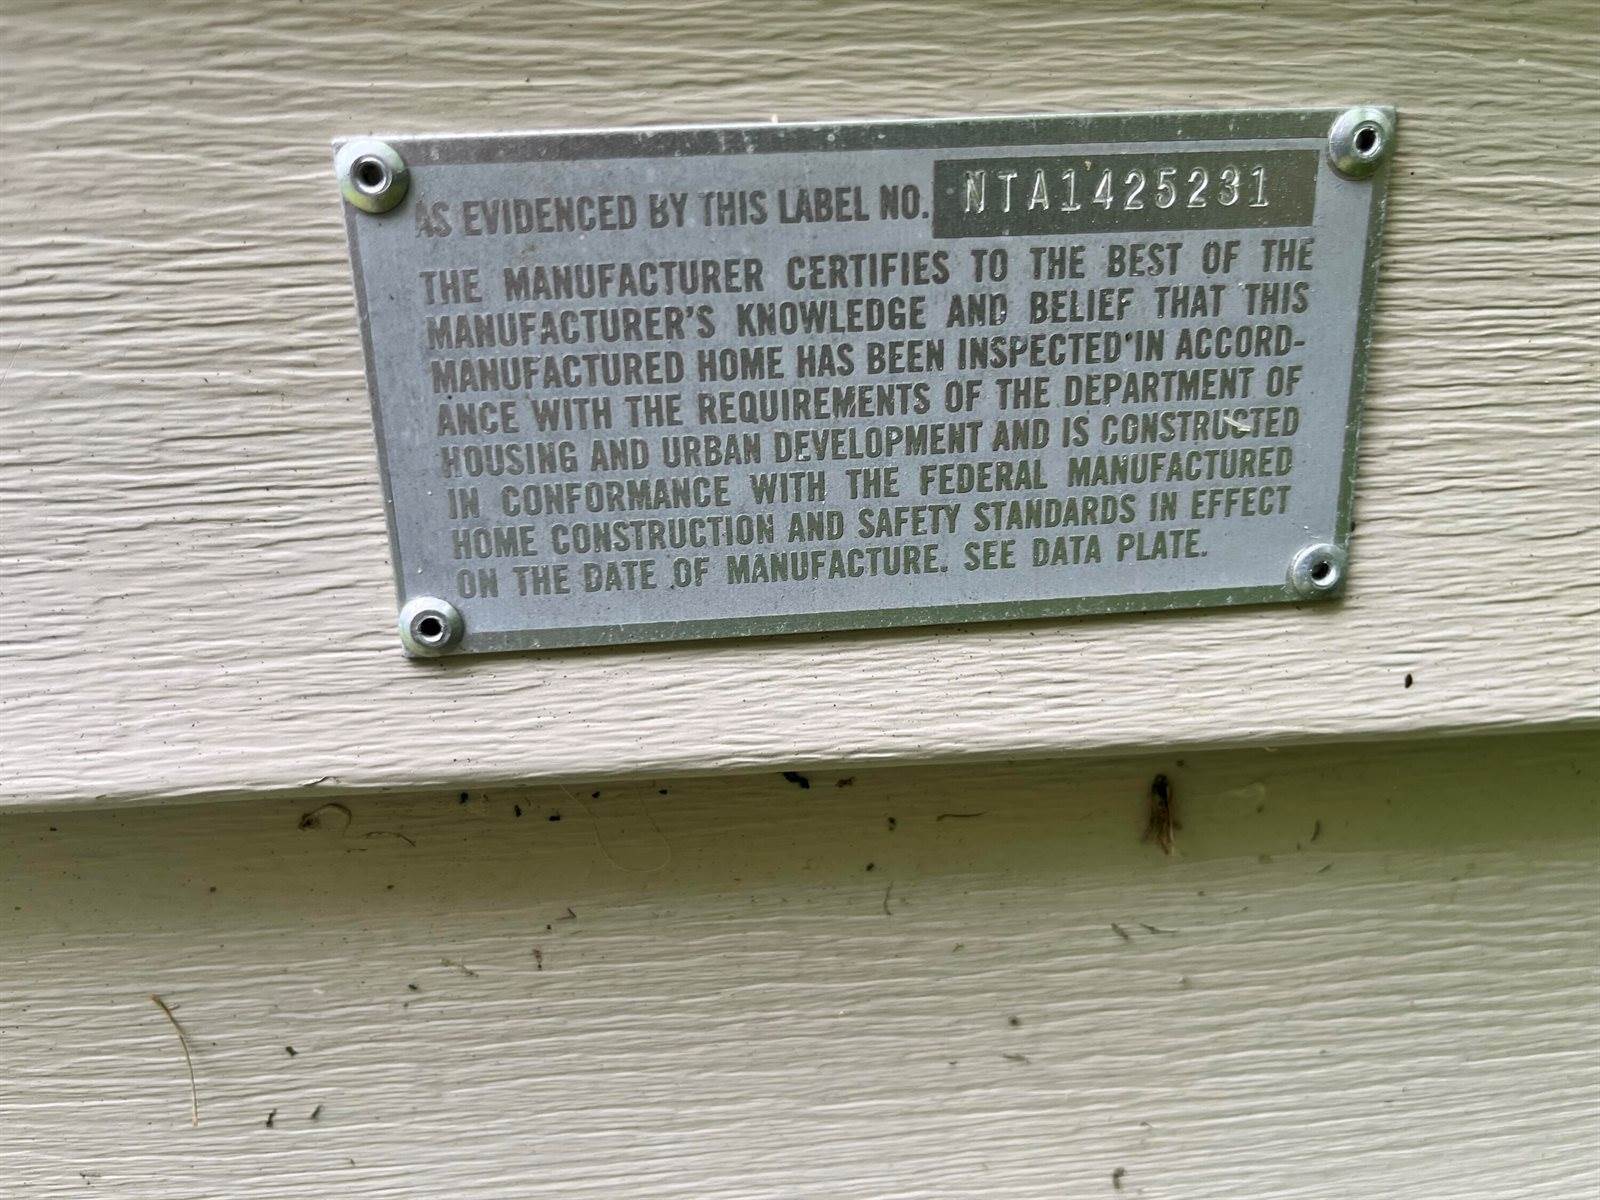 AS EVIDENCED BY THIS LABEL NO. NTA1425231
THE MANUFACTURER CERTIFIES TO THE BEST OF THE
MANUFACTURER'S KNOWLEDGE AND BELIEF THAT THIS
MANUFACTURED HOME HAS BEEN INSPECTED IN ACCORD-
ANCE WITH THE REQUIREMENTS OF THE DEPARTMENT OF
HOUSING AND URBAN DEVELOPMENT AND IS CONSTRUCTED
IN CONFORMANCE WITH THE FEDERAL MANUFACTURED
HOME CONSTRUCTION AND SAFETY STANDARDS IN EFFECT
ON THE DATE OF MANUFACTURE. SEE DATA PLATE.